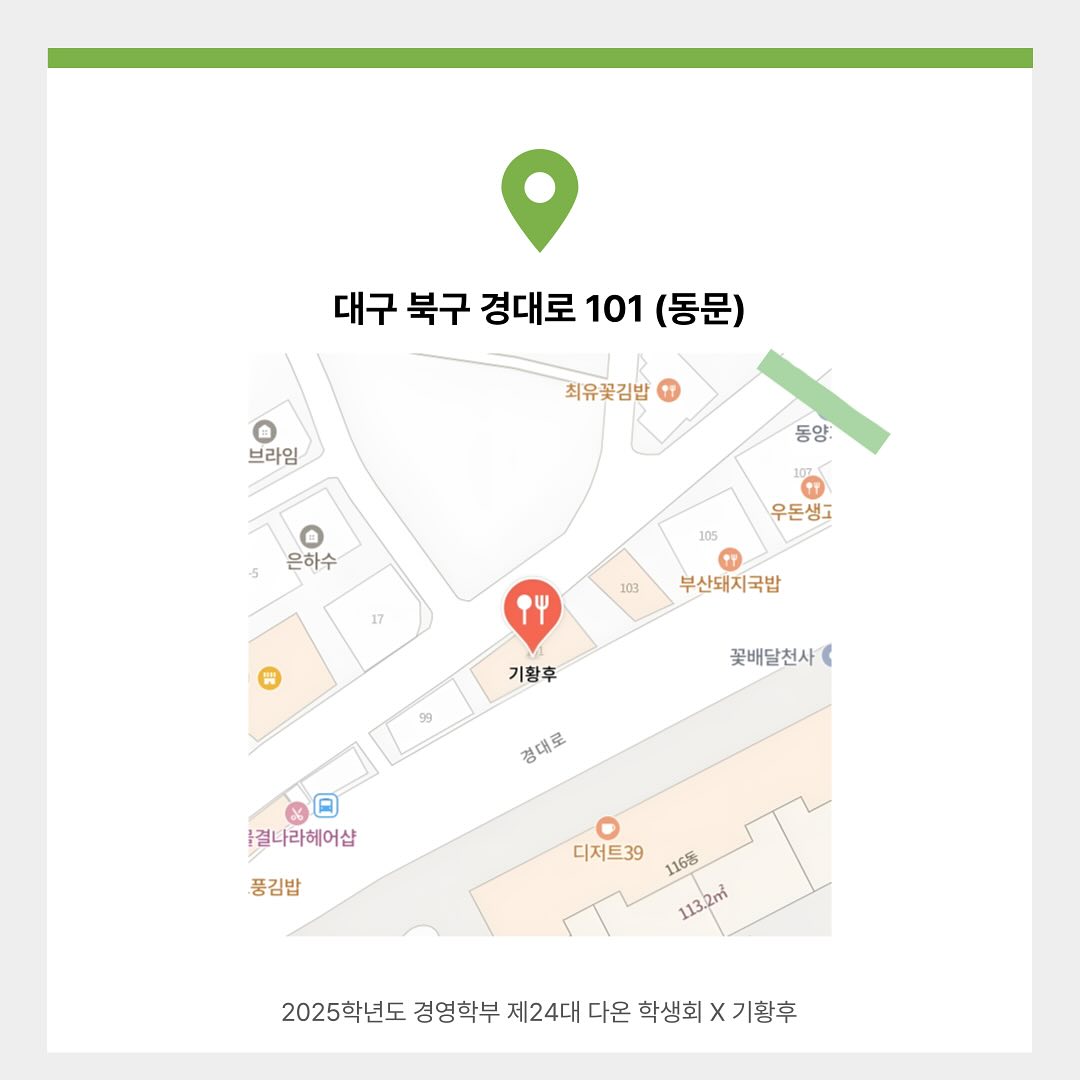 대구 북구 경대로 101 (동문)
최유꽃김밥
브라임
동양
107
우돈생고
은하수
105
-5
부산돼지국밥
103
17
기황후
꽃배달천사
99
경대로
물결나라헤어샵
풍김밥
디저트39
116동
113.2㎡
2025학년도 경영학부 제24대 다온 학생회 X 기황후